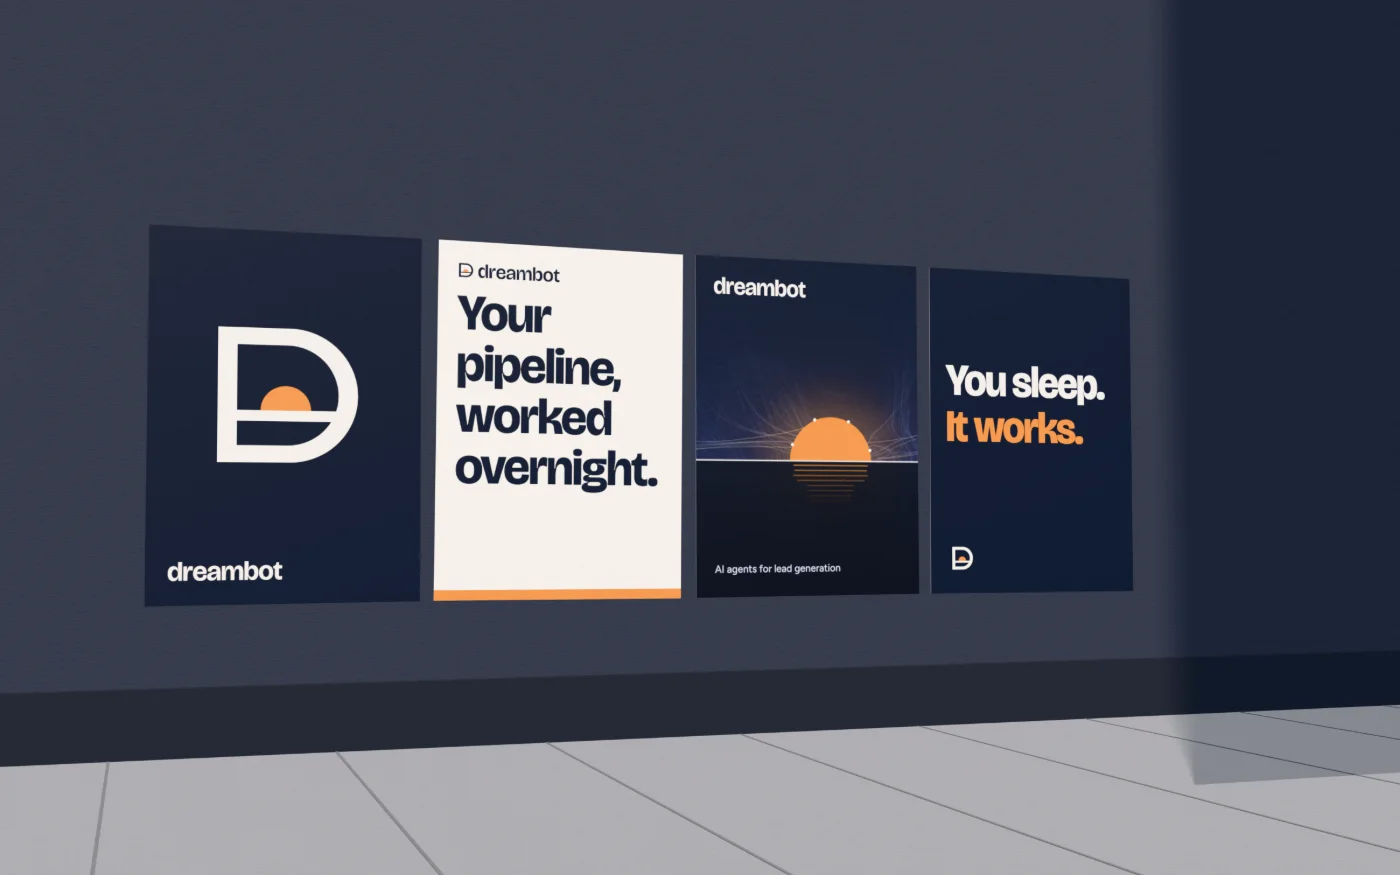 dreambot
dreambot
Your
pipeline,
worked
overnight.
dreambot
AI agents for lead generation
You sleep.
It works.